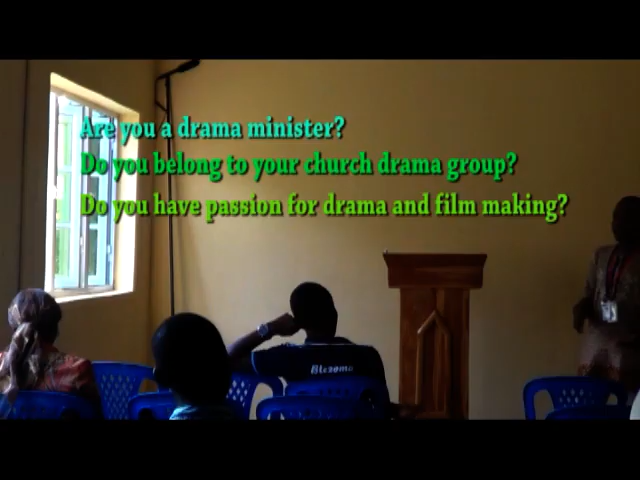 Are you a drama minister?
Do you belong to your church drama group?
Do you have passion for drama and film making?
Blezoma